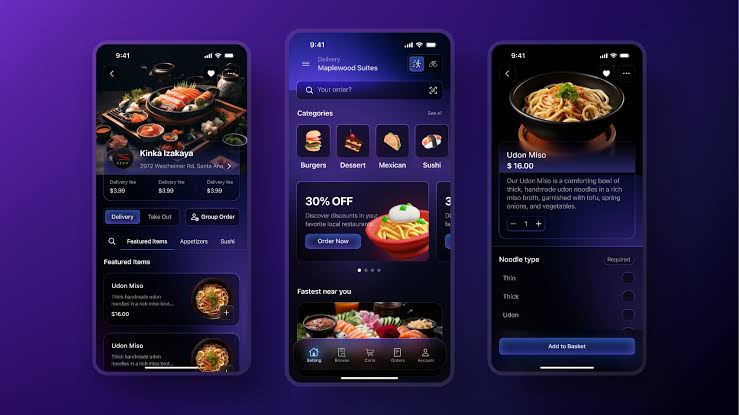 9:41
Kinka Izakaya
2972 Westheimer Rd. Santa Ana,
Delivery fee
$3.99
Delivery fee
$3.99
Delivery fee
$3.99
Delivery
Take Out
Group Order
Featured items
Appetizers
Sushi
Featured Items
Udon Miso
Thick handmade udon
noodles in a rich miso brot...
$16.00
Udon Miso
Thick handmade udon
noodles in a rich miso brot...
9:41
Delivery
Maplewood Suites
Your order?
Categories
See all
Burgers
Dessert
Mexican
Sushi
30% OFF
Discover discounts in your
favorite local restaurants
Order Now
Fastest near you
Setting
Browse
Carts
Orders
Account
9:41
Udon Miso
$ 16.00
Our Udon Miso is a comforting bowl of
thick, handmade udon noodles in a rich
miso broth, garnished with tofu, spring
onions, and vegetables.
1
Noodle type
Required
Thin
Thick
Udon
Add to Basket